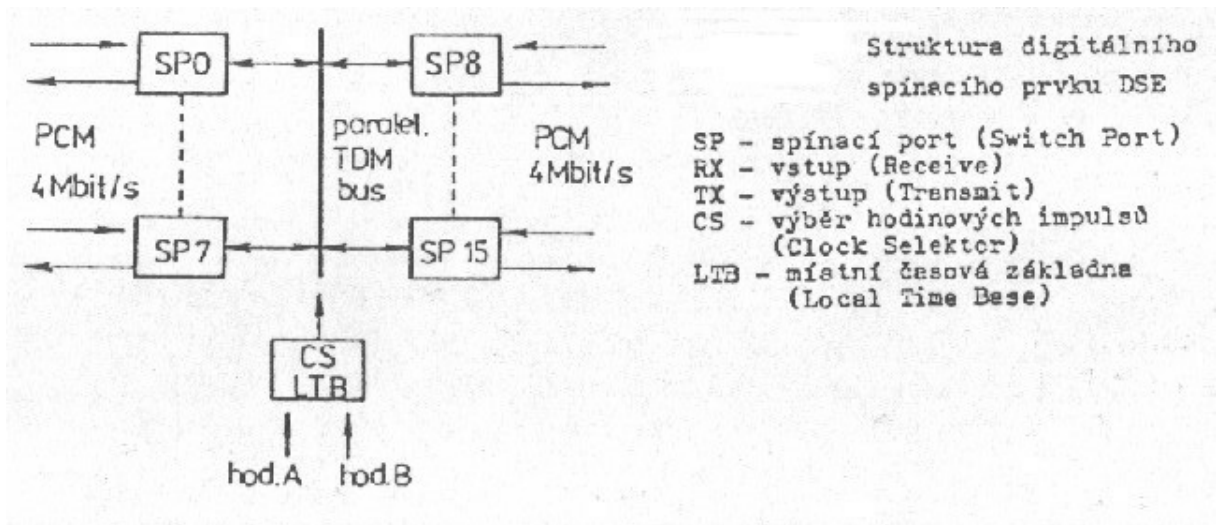 SP0
SP8
PCM
4Mbit/s
paralel.
TDM
bus
PCM
4Mbit/s
SP7
SP 15
CS
LTB
hod.A
hod.B
Struktura digitálního
spínacího prvku DSE
SP - spínací port (Switch Port)
RX - vstup (Receive)
TX - výstup (Transmit)
CS - výběr hodinových impulsů
(Clock Selektor)
LTB - místní časová základna
(Local Time Base)